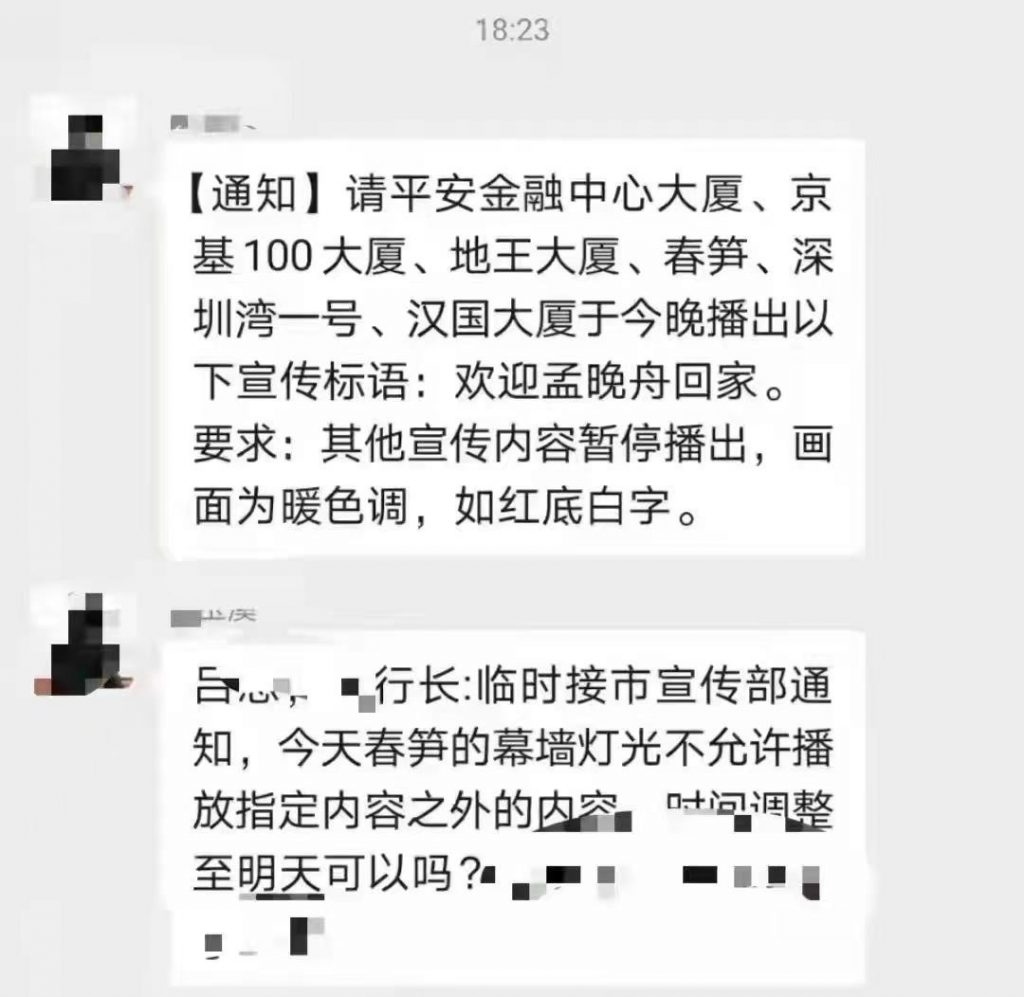 18:23
【通知】请平安金融中心大厦、京
基100大厦、地王大厦、春笋、深
圳湾一号、汉国大厦于今晚播出以
下宣传标语：欢迎孟晚舟回家。
要求：其他宣传内容暂停播出，画
面为暖色调，如红底白字。
行长:临时接市宣传部通
知，今天春笋的幕墙灯光不允许播
放指定内容之外的内容 时间调整
至明天可以吗?